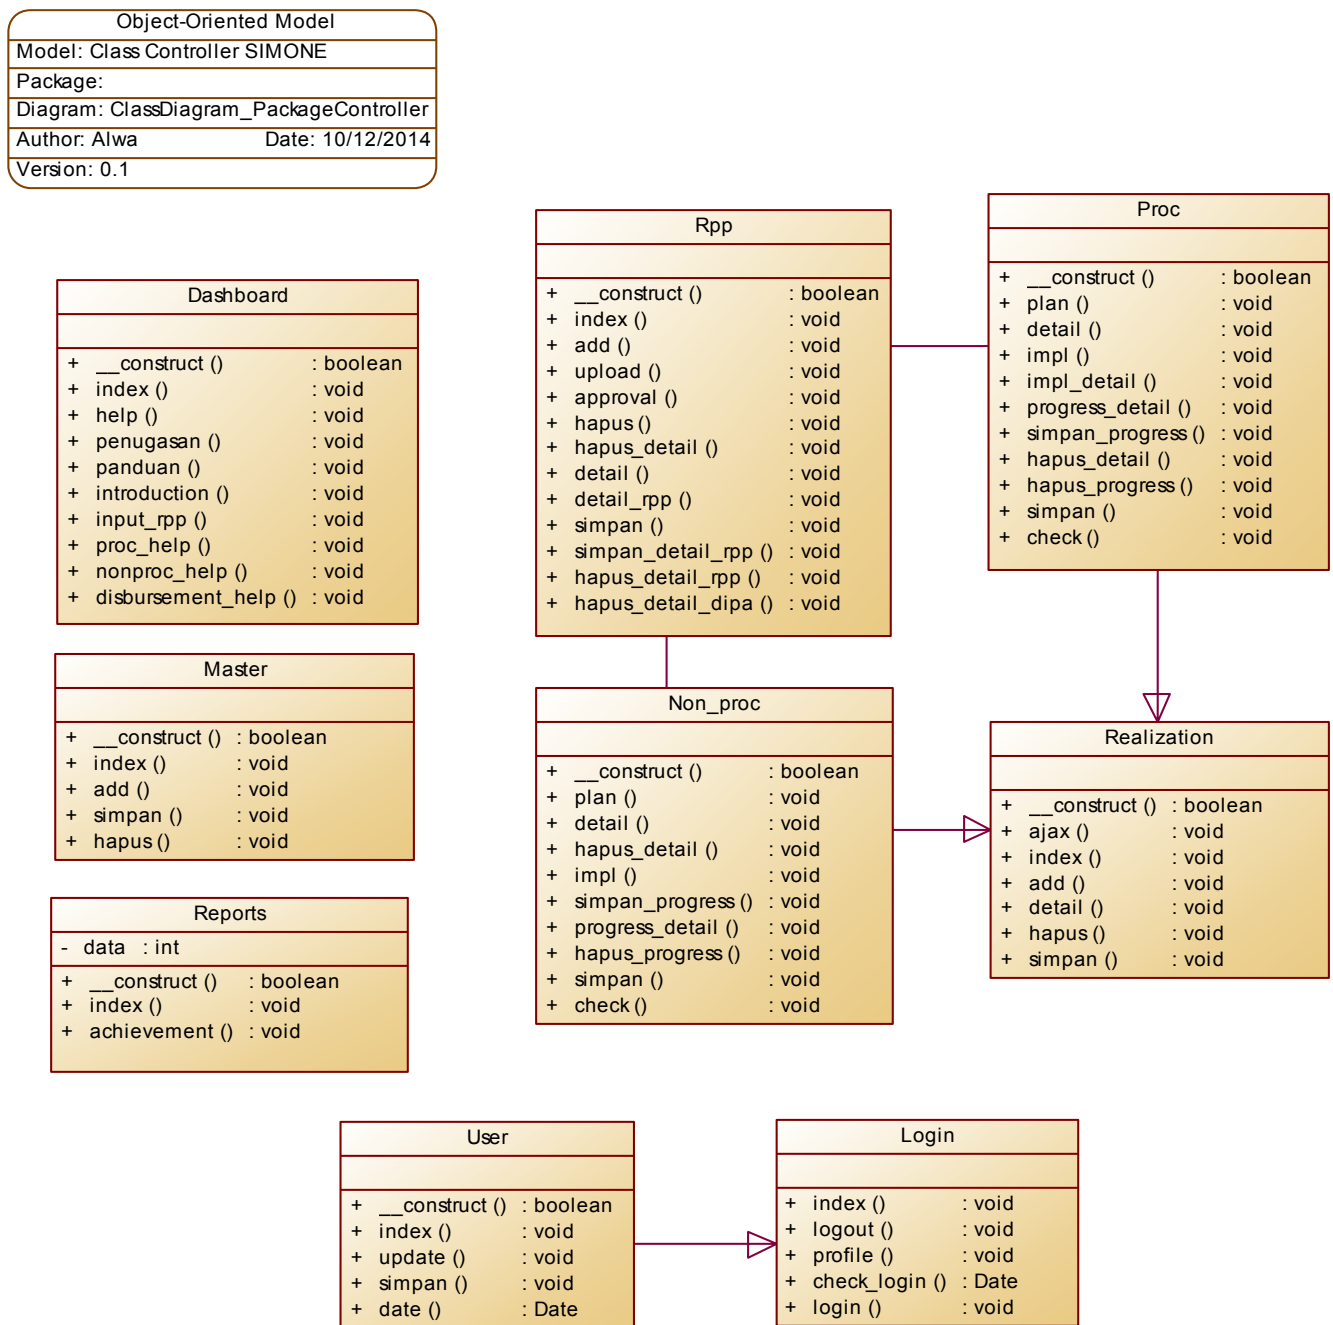 Object-Oriented Model
Model: Class Controller SIMONE
Package:
Diagram: ClassDiagram_PackageController
Author: Alwa Date: 10/12/2014
Version: 0.1
Rpp
+ __construct () : boolean
+ index () : void
+ add () : void
+ upload () : void
+ approval () : void
+ hapus () : void
+ hapus_detail () : void
+ detail () : void
+ detail_rpp () : void
+ simpan () : void
+ simpan_detail_rpp () : void
+ hapus_detail_rpp () : void
+ hapus_detail_dipa () : void
Proc
+ __construct () : boolean
+ plan () : void
+ detail () : void
+ impl () : void
+ impl_detail () : void
+ progress_detail () : void
+ simpan_progress () : void
+ hapus_detail () : void
+ hapus_progress () : void
+ simpan () : void
+ check () : void
Dashboard
+ __construct () : boolean
+ index () : void
+ help () : void
+ penugasan () : void
+ panduan () : void
+ introduction () : void
+ input_rpp () : void
+ proc_help () : void
+ nonproc_help () : void
+ disbursement_help () : void
Master
+ __construct () : boolean
+ index () : void
+ add () : void
+ simpan () : void
+ hapus () : void
Non_proc
+ __construct () : boolean
+ plan () : void
+ detail () : void
+ hapus_detail () : void
+ impl () : void
+ simpan_progress () : void
+ progress_detail () : void
+ hapus_progress () : void
+ simpan () : void
+ check () : void
Realization
+ __construct () : boolean
+ ajax () : void
+ index () : void
+ add () : void
+ detail () : void
+ hapus () : void
+ simpan () : void
Reports
- data : int
+ __construct () : boolean
+ index () : void
+ achievement () : void
User
+ __construct () : boolean
+ index () : void
+ update () : void
+ simpan () : void
+ date () : Date
Login
+ index () : void
+ logout () : void
+ profile () : void
+ check_login () : Date
+ login () : void